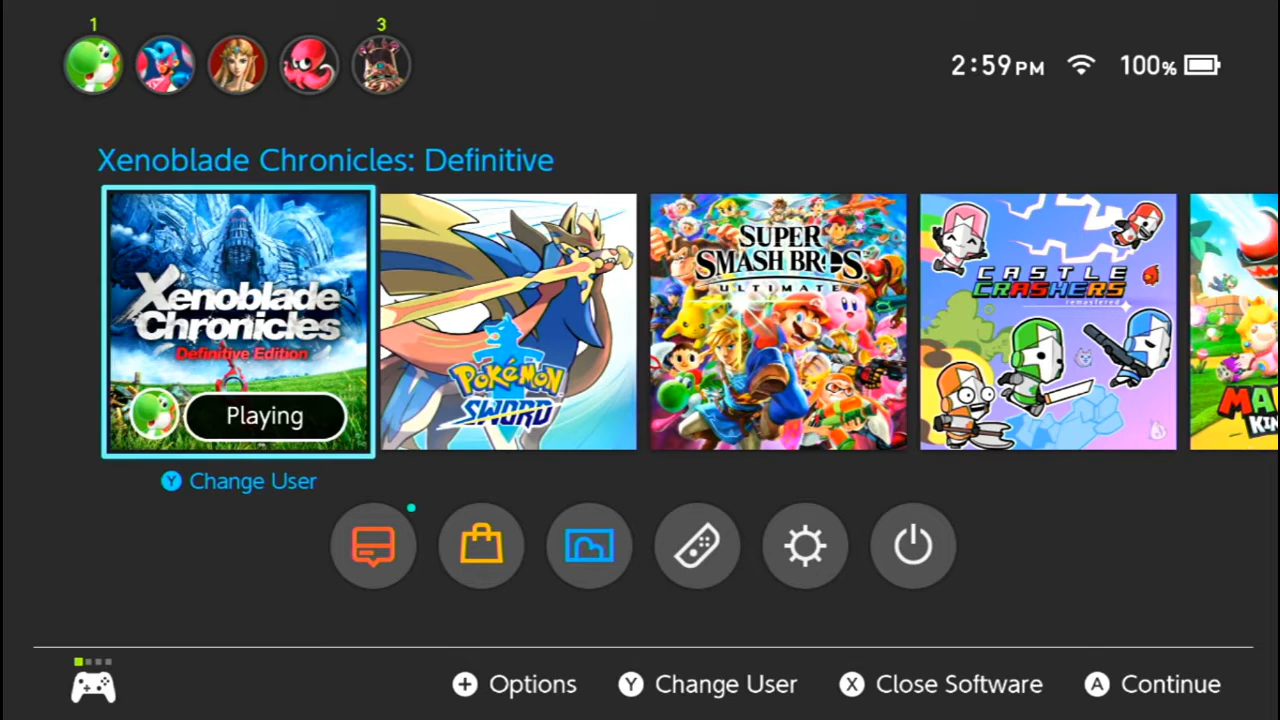 1
3
2:59 PM
100%
Xenoblade Chronicles: Definitive
Xenoblade
Chronicles
Definitive Edition
Playing
POKÉMON
SWORD
SUPER
SMASH BROS.
ULTIMATE
CASTLE
CRASHERS
remastered
Y Change User
+ Options
Y Change User
X Close Software
A Continue